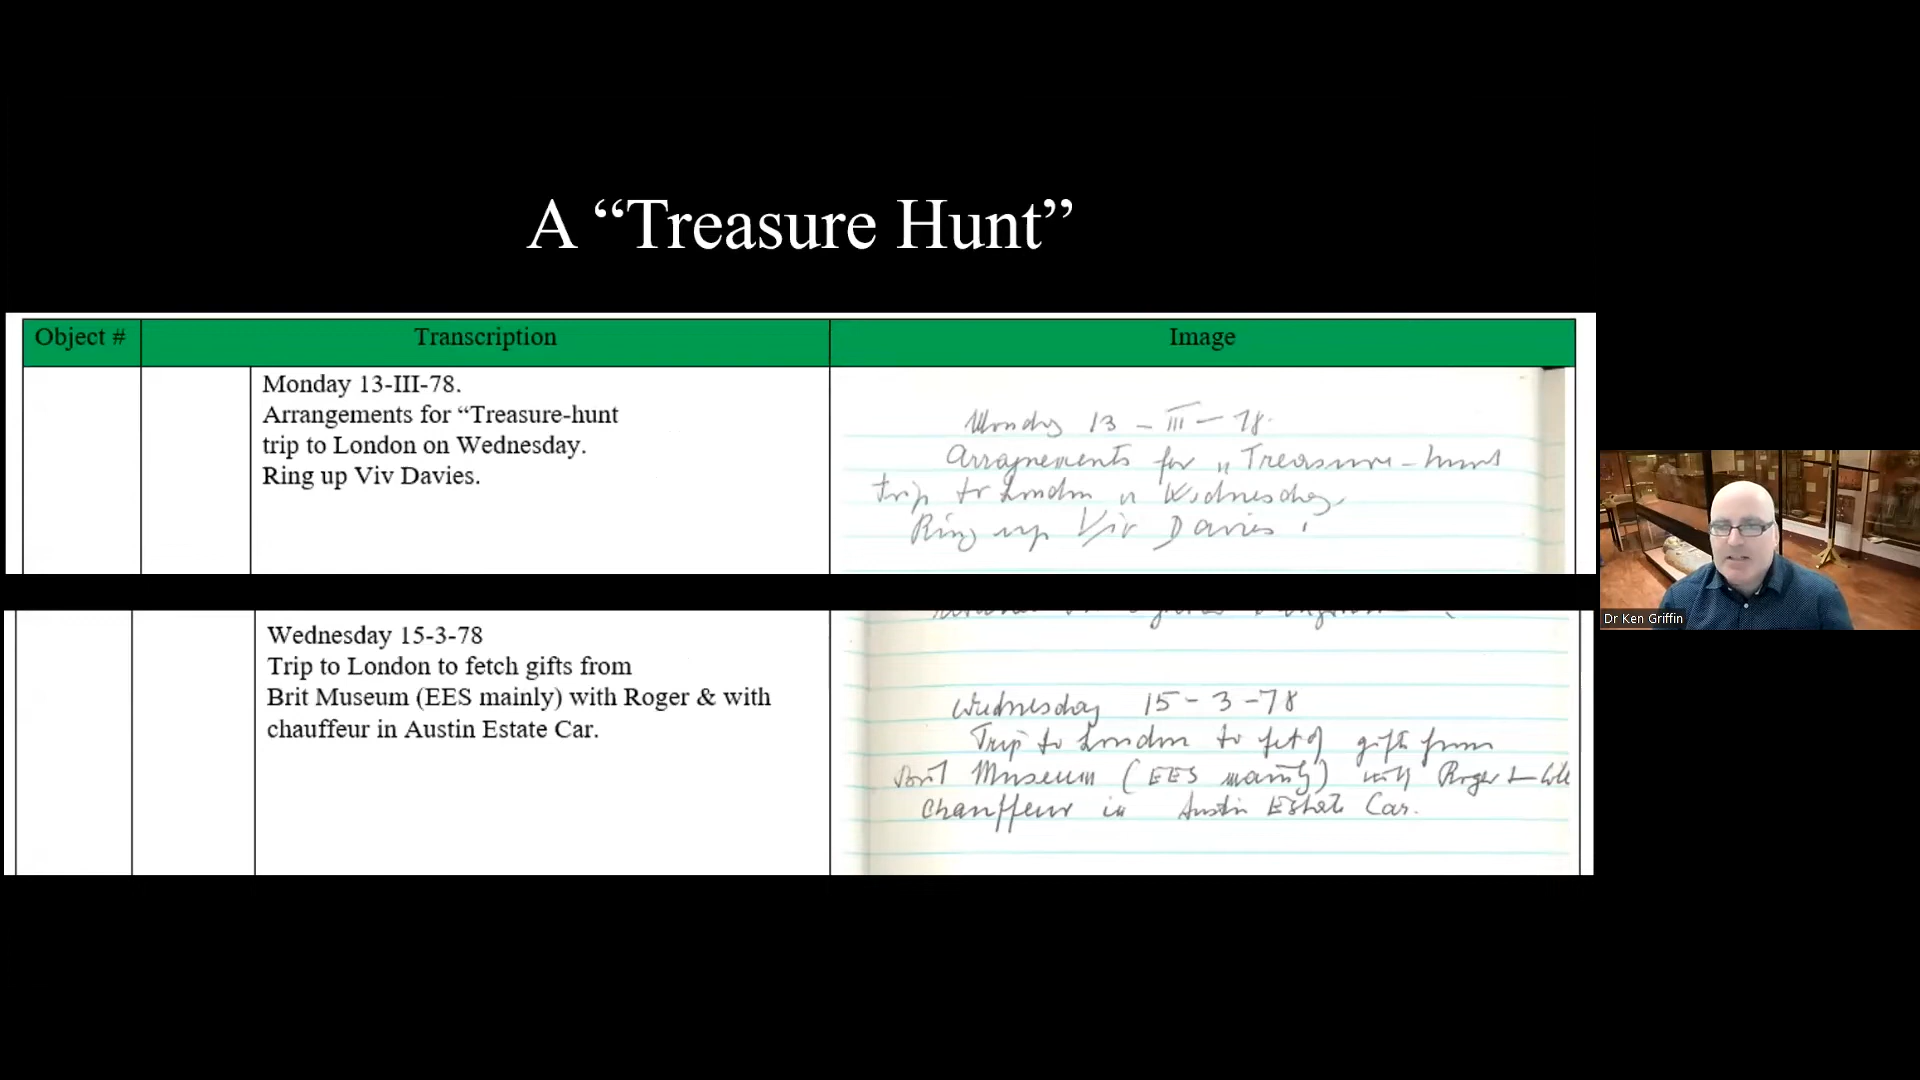 A “Treasure Hunt”
Object # Transcription Image
Monday 13-III-78.
Arrangements for “Treasure-hunt
trip to London on Wednesday.
Ring up Viv Davies.
Monday 13 – III – 78.
Arrangements for „Treasure-hunt
trip to London on Wednesday.
Ring up Viv Davies.
Wednesday 15-3-78
Trip to London to fetch gifts from
Brit Museum (EES mainly) with Roger & with
chauffeur in Austin Estate Car.
Wednesday 15 - 3 - 78
Trip to London to fetch gifts from
Brit Museum (EES mainly) with Roger & with
chauffeur in Austin Estate Car.
Dr Ken Griffin